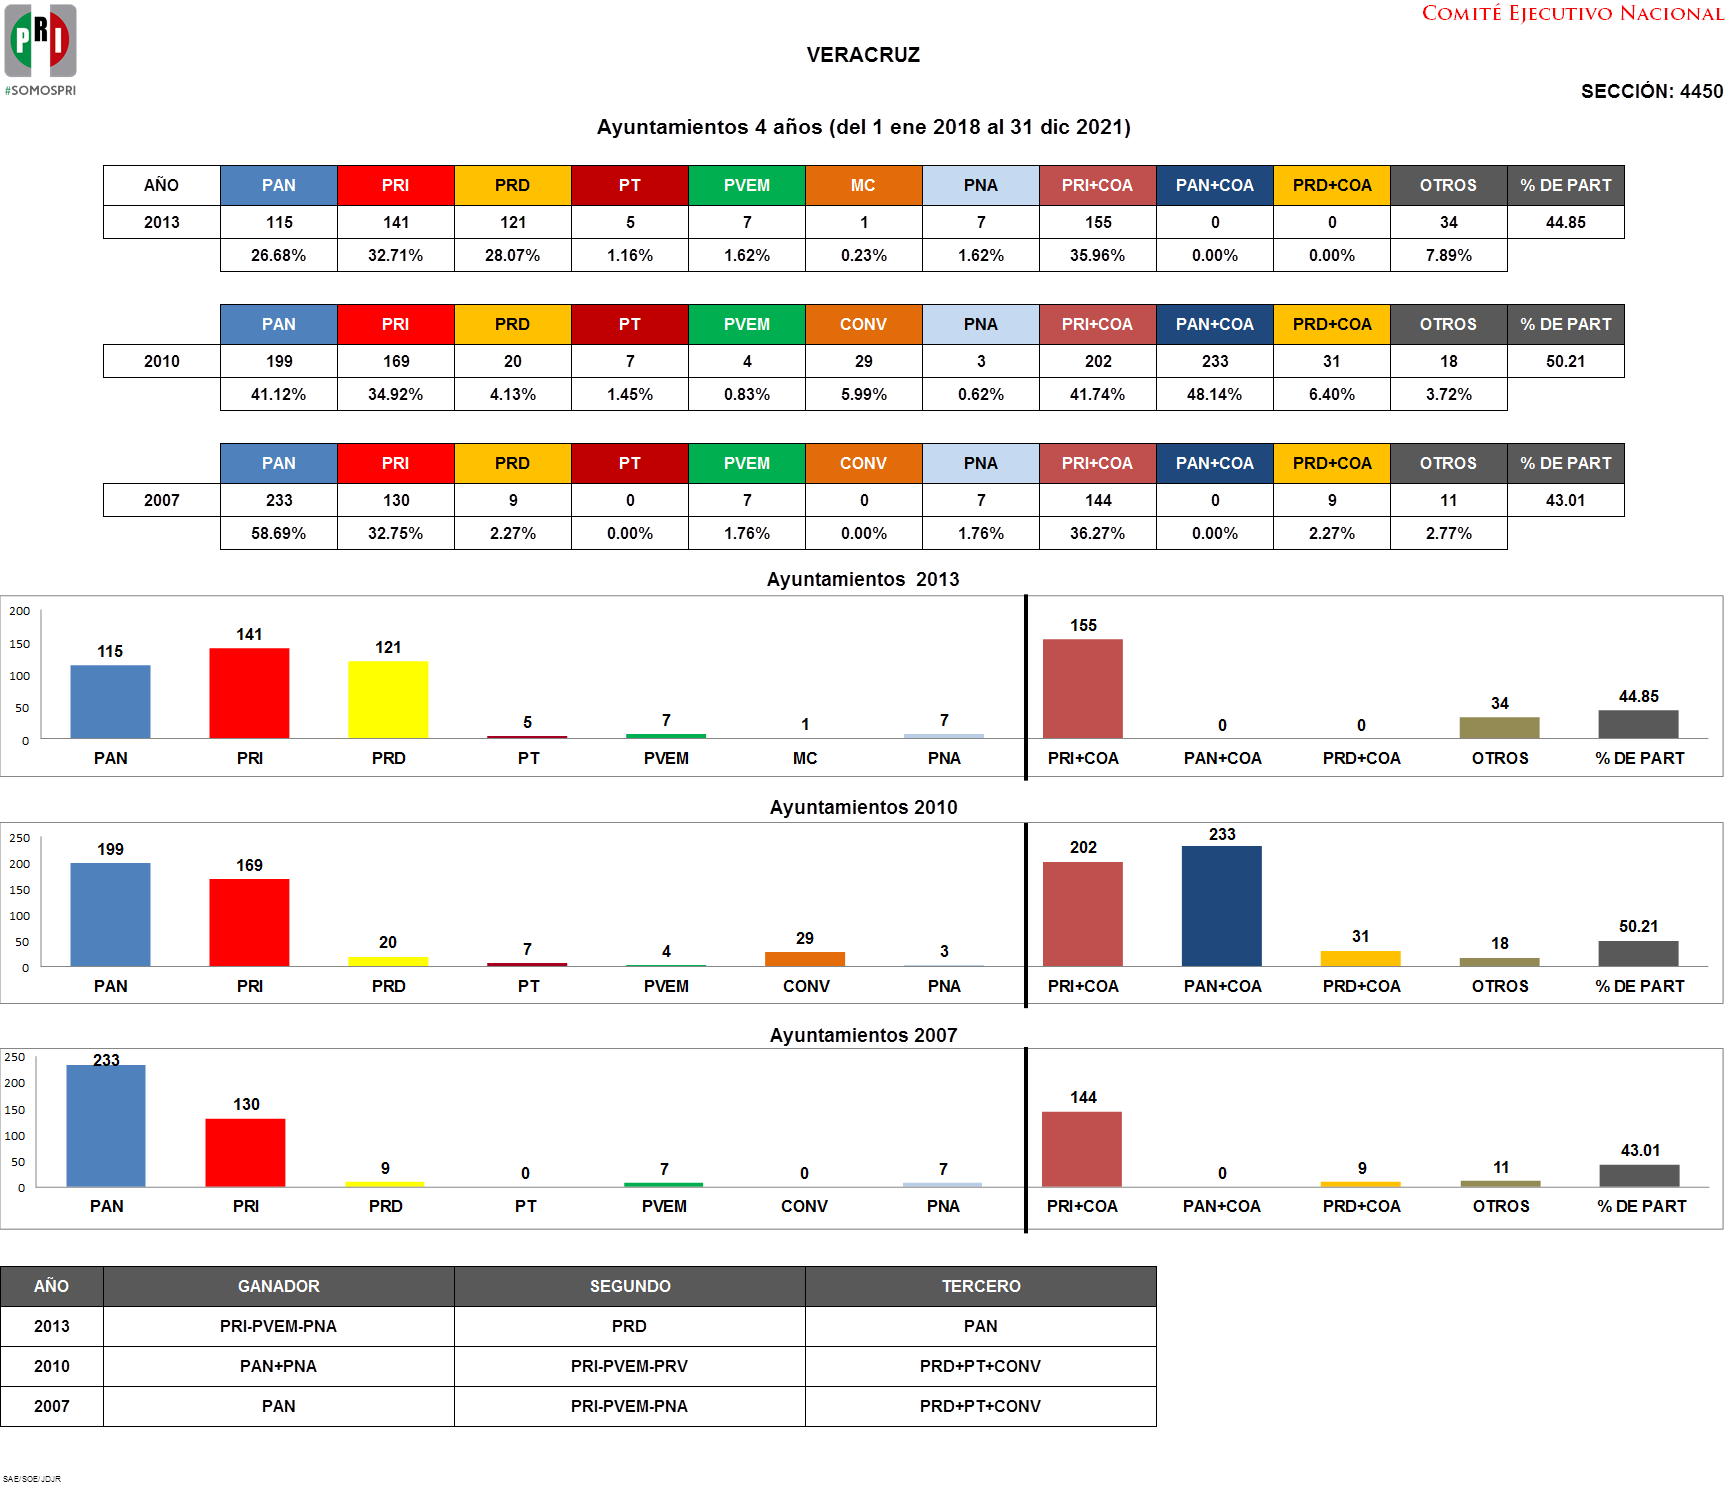 PRI
#SOMOSPRI
COMITÉ EJECUTIVO NACIONAL
VERACRUZ
SECCIÓN: 4450
Ayuntamientos 4 años (del 1 ene 2018 al 31 dic 2021)
AÑO PAN PRI PRD PT PVEM MC PNA PRI+COA PAN+COA PRD+COA OTROS % DE PART
2013 115 141 121 5 7 1 7 155 0 0 34 44.85
26.68% 32.71% 28.07% 1.16% 1.62% 0.23% 1.62% 35.96% 0.00% 0.00% 7.89%
PAN PRI PRD PT PVEM CONV PNA PRI+COA PAN+COA PRD+COA OTROS % DE PART
2010 199 169 20 7 4 29 3 202 233 31 18 50.21
41.12% 34.92% 4.13% 1.45% 0.83% 5.99% 0.62% 41.74% 48.14% 6.40% 3.72%
PAN PRI PRD PT PVEM CONV PNA PRI+COA PAN+COA PRD+COA OTROS % DE PART
2007 233 130 9 0 7 0 7 144 0 9 11 43.01
58.69% 32.75% 2.27% 0.00% 1.76% 0.00% 1.76% 36.27% 0.00% 2.27% 2.77%
Ayuntamientos 2013
200
150
100
50
0
115 141 121 5 7 1 7 155 0 0 34 44.85
PAN PRI PRD PT PVEM MC PNA PRI+COA PAN+COA PRD+COA OTROS % DE PART
Ayuntamientos 2010
250
200
150
100
50
0
199 169 20 7 4 29 3 202 233 31 18 50.21
PAN PRI PRD PT PVEM CONV PNA PRI+COA PAN+COA PRD+COA OTROS % DE PART
Ayuntamientos 2007
250
200
150
100
50
0
233 130 9 0 7 0 7 144 0 9 11 43.01
PAN PRI PRD PT PVEM CONV PNA PRI+COA PAN+COA PRD+COA OTROS % DE PART
AÑO GANADOR SEGUNDO TERCERO
2013 PRI-PVEM-PNA PRD PAN
2010 PAN+PNA PRI-PVEM-PRV PRD+PT+CONV
2007 PAN PRI-PVEM-PNA PRD+PT+CONV
SAE/SOE/JDJR